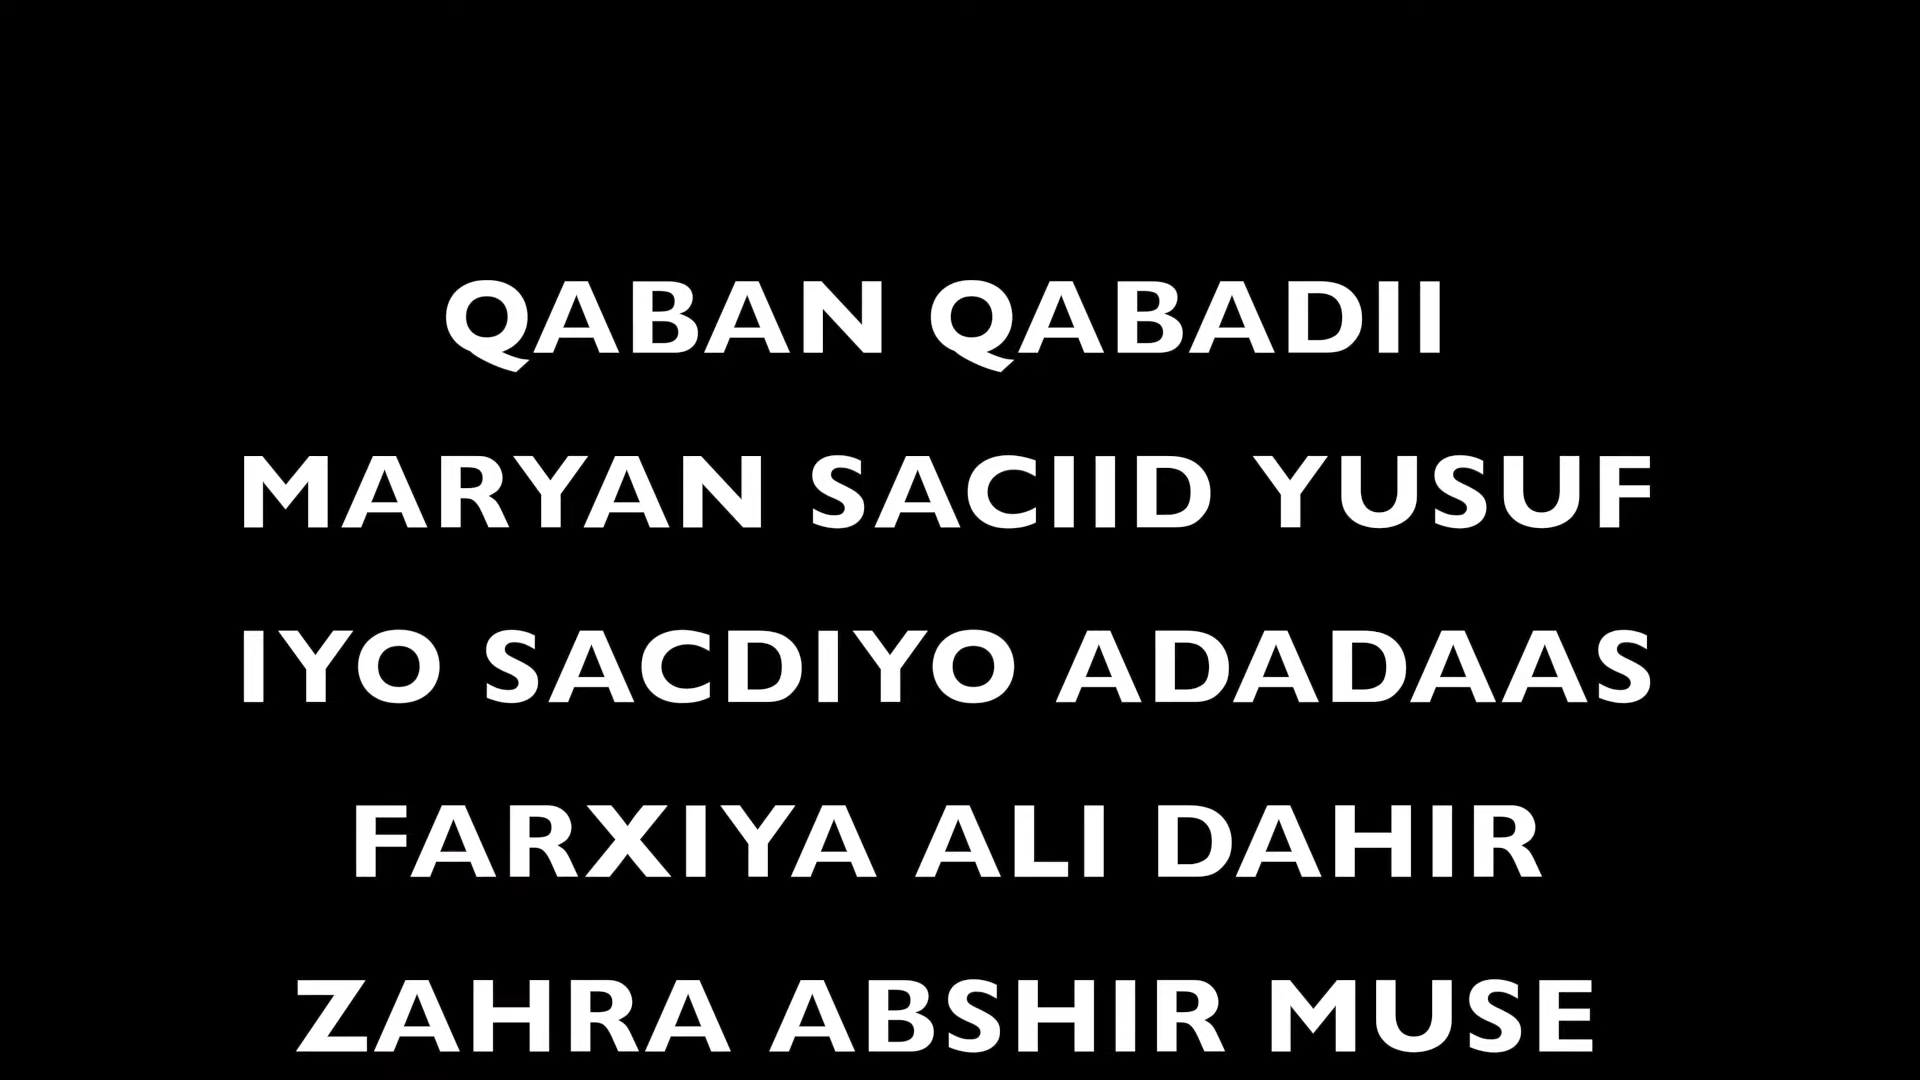 QABAN QABADII
MARYAN SACIID YUSUF
IYO SACDIYO ADADAAS
FARXIYA ALI DAHIR
ZAHRA ABSHIR MUSE